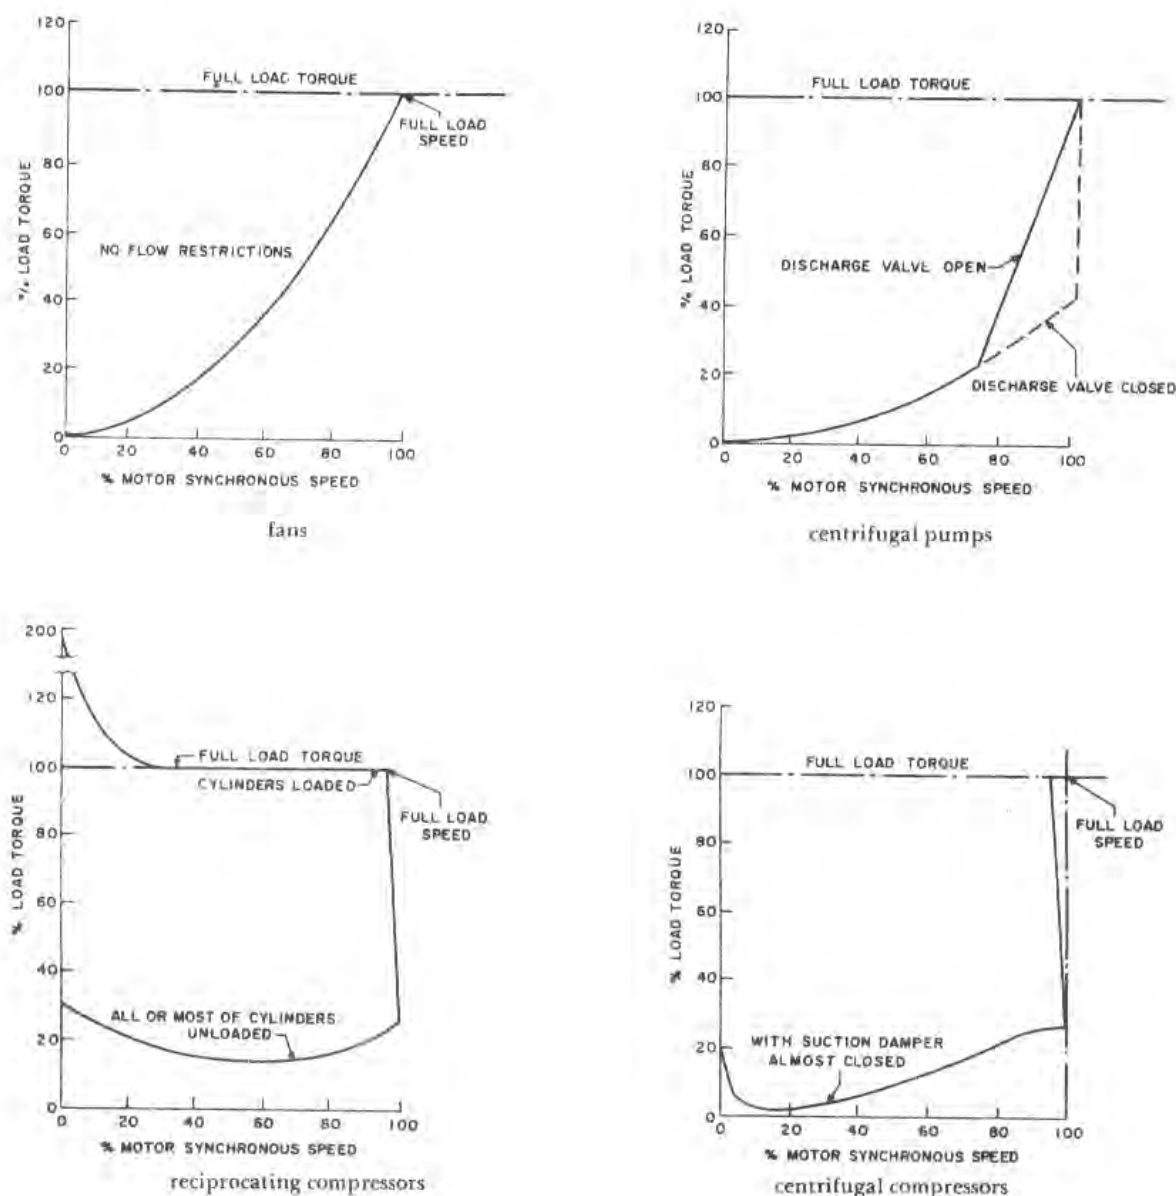 120
FULL LOAD TORQUE
100
FULL LOAD
SPEED
80
60
% LOAD TORQUE
NO FLOW RESTRICTIONS
40
20
0
0 20 40 60 80 100
% MOTOR SYNCHRONOUS SPEED
fans
120
FULL LOAD TORQUE
100
80
60
% LOAD TORQUE
DISCHARGE VALVE OPEN
40
20
DISCHARGE VALVE CLOSED
0
0 20 40 60 80 100
% MOTOR SYNCHRONOUS SPEED
centrifugal pumps
200
120
FULL LOAD TORQUE
100
CYLINDERS LOADED
FULL LOAD
SPEED
80
60
% LOAD TORQUE
40
ALL OR MOST OF CYLINDERS
UNLOADED
20
0
0 20 40 60 80 100
% MOTOR SYNCHRONOUS SPEED
reciprocating compressors
120
FULL LOAD TORQUE
100
FULL LOAD
SPEED
80
60
% LOAD TORQUE
40
20
WITH SUCTION DAMPER
ALMOST CLOSED
0
0 20 40 60 80 100
% MOTOR SYNCHRONOUS SPEED
centrifugal compressors